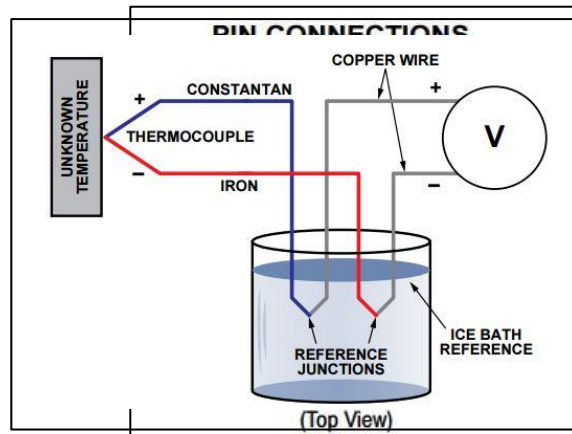 PIN CONNECTIONS
COPPER WIRE
CONSTANTAN
+
+
UNKNOWN
TEMPERATURE
THERMOCOUPLE
V
−
IRON
−
REFERENCE
JUNCTIONS
ICE BATH
REFERENCE
(Top View)